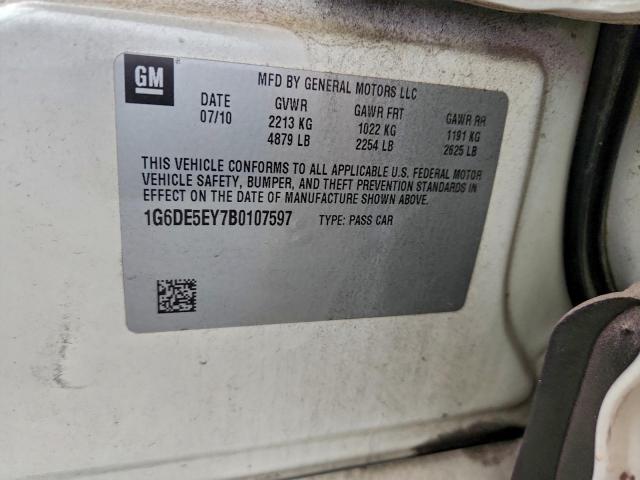 GM
MFD BY GENERAL MOTORS LLC
DATE GVWR GAWR FRT GAWR RR
07/10 2213 KG 1022 KG 1191 KG
4879 LB 2254 LB 2625 LB
THIS VEHICLE CONFORMS TO ALL APPLICABLE U.S. FEDERAL MOTOR
VEHICLE SAFETY, BUMPER, AND THEFT PREVENTION STANDARDS IN
EFFECT ON THE DATE OF MANUFACTURE SHOWN ABOVE.
1G6DE5EY7B0107597 TYPE: PASS CAR